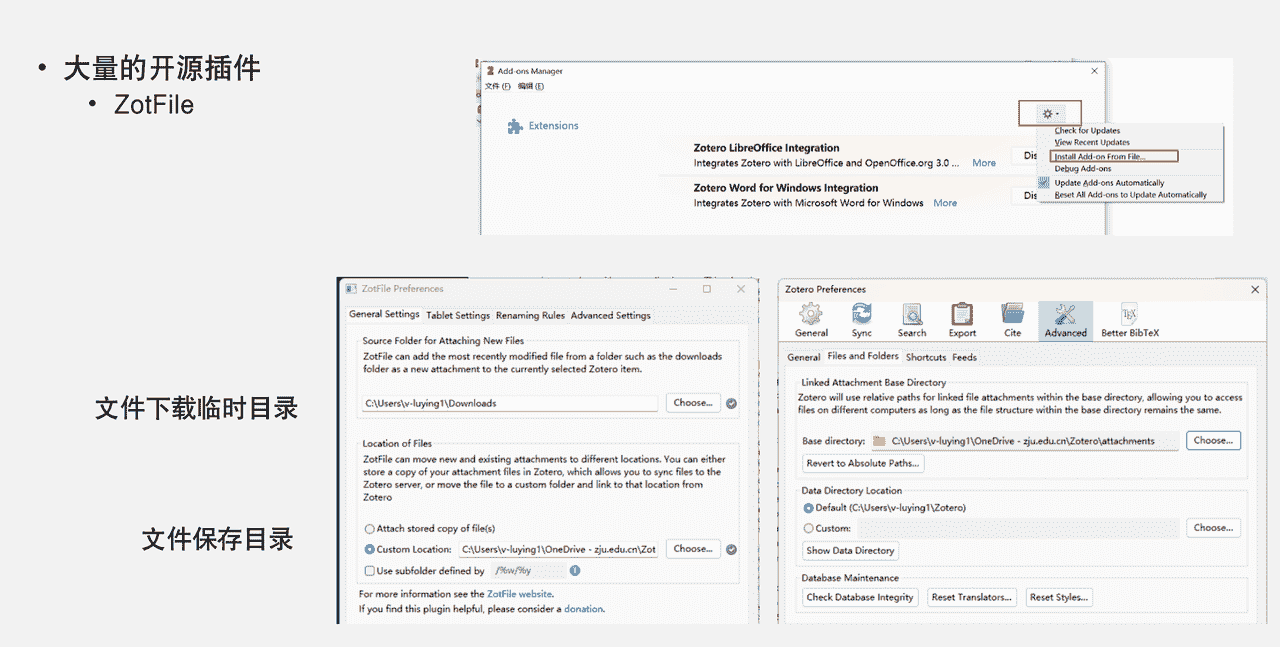 • 大量的开源插件
• ZotFile
Add-ons Manager
文件 (F) 编辑 (E)
Extensions
Zotero LibreOffice Integration
Integrates Zotero with LibreOffice and OpenOffice.org 3.0 ... More
Dis
Zotero Word for Windows Integration
Integrates Zotero with Microsoft Word for Windows More
Dis
Check for Updates
View Recent Updates
Install Add-on From File...
Debug Add-ons
Update Add-ons Automatically
Reset All Add-ons to Update Automatically
文件下载临时目录
文件保存目录
ZotFile Preferences
General Settings Tablet Settings Renaming Rules Advanced Settings
Source Folder for Attaching New Files
ZotFile can add the most recently modified file from a folder such as the downloads
folder as a new attachment to the currently selected Zotero item.
C:\Users\v-luying1\Downloads Choose...
Location of Files
ZotFile can move new and existing attachments to different locations. You can either
store a copy of your attachment files in Zotero, which allows you to sync files to the
Zotero server, or move the file to a custom folder and link to that location from
Zotero
Attach stored copy of file(s)
Custom Location: C:\Users\v-luying1\OneDrive - zju.edu.cn\Zot Choose...
Use subfolder defined by /%w/%y
For more information see the ZotFile website.
If you find this plugin helpful, please consider a donation.
Zotero Preferences
General Sync Search Export Cite Advanced Better BibTeX
General Files and Folders Shortcuts Feeds
Linked Attachment Base Directory
Zotero will use relative paths for linked file attachments within the base directory, allowing you to access
files on different computers as long as the file structure within the base directory remains the same.
Base directory: C:\Users\v-luying1\OneDrive - zju.edu.cn\Zotero\attachments Choose...
Revert to Absolute Paths...
Data Directory Location
Default (C:\Users\v-luying1\Zotero)
Custom: Choose...
Show Data Directory
Database Maintenance
Check Database Integrity Reset Translators... Reset Styles...